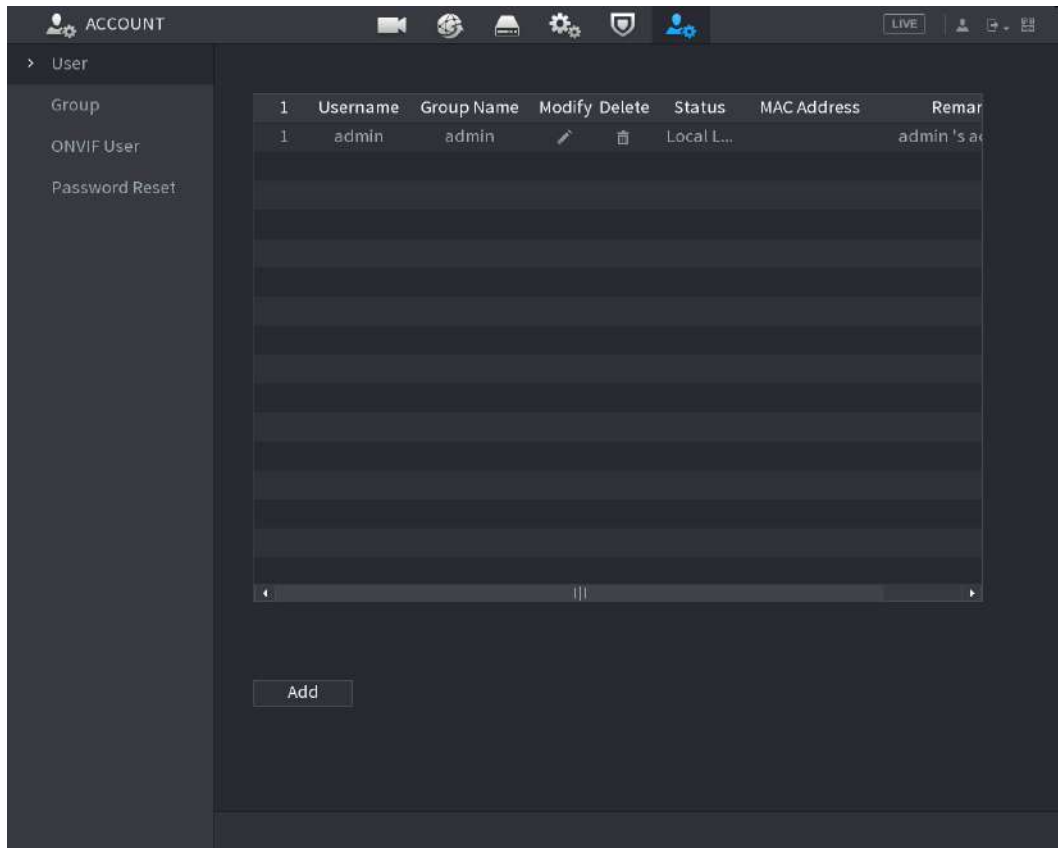 ACCOUNT LIVE
User
Group
ONVIF User
Password Reset
1 Username Group Name Modify Delete Status MAC Address Remar
1 admin admin Local L... admin 's a
Add